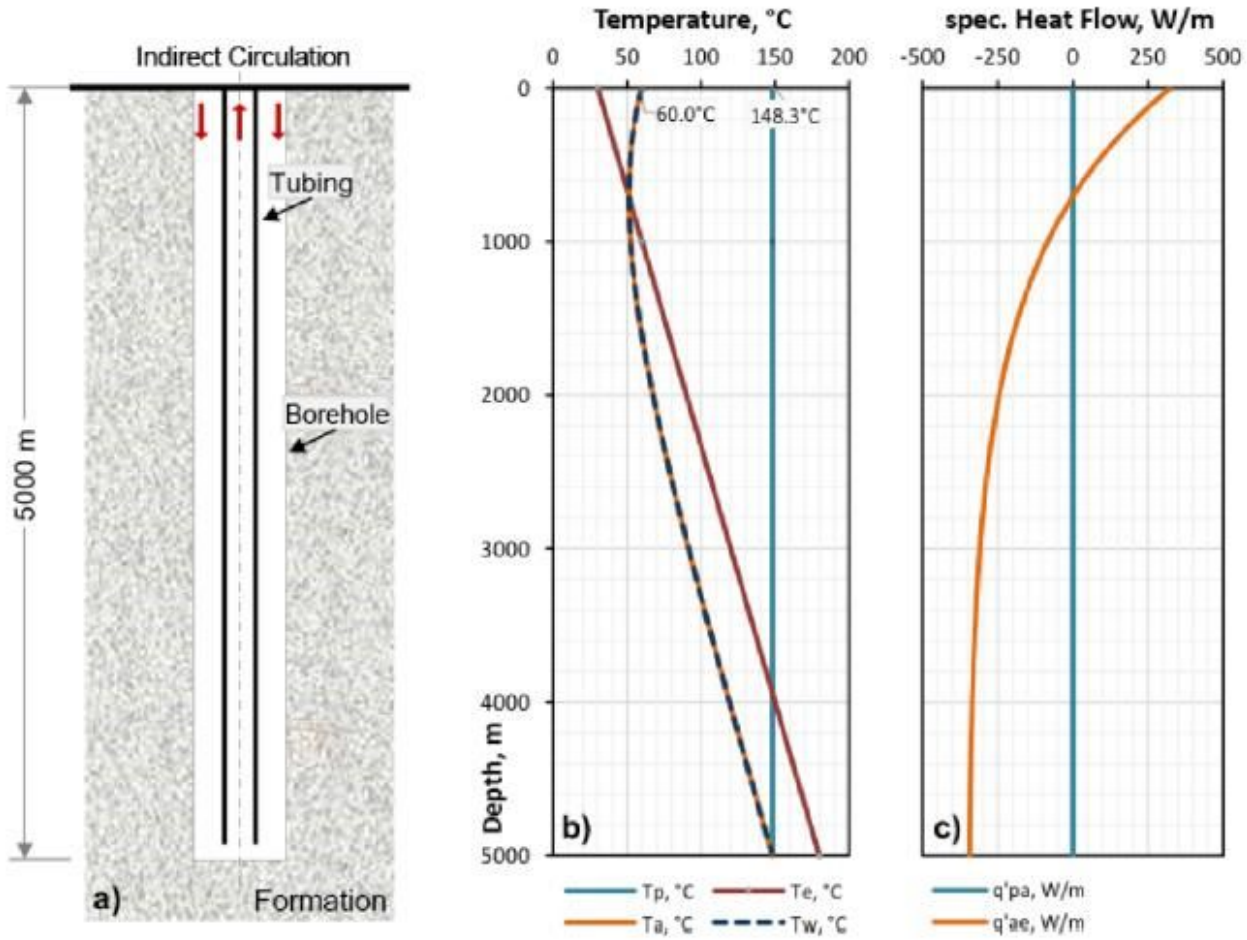 Indirect Circulation
Tubing
Borehole
5000 m
a)
Formation
Temperature, °C
0 50 100 150 200
0
1000
2000
3000
4000
5000
60.0°C
148.3°C
Depth, m
b)
Tp, °C
Te, °C
Ta, °C
Tw, °C
spec. Heat Flow, W/m
-500 -250 0 250 500
c)
q'pa, W/m
q'ae, W/m